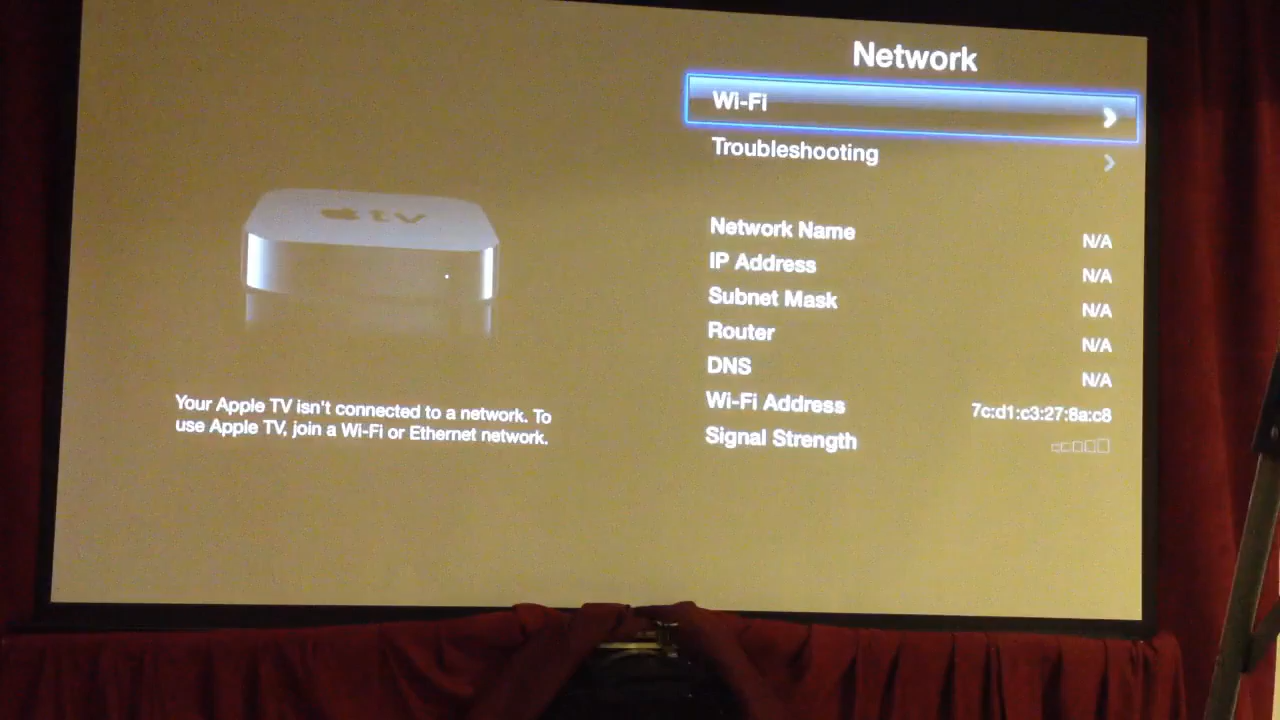 Network
Wi-Fi
Troubleshooting
tv
Your Apple TV isn't connected to a network. To
use Apple TV, join a Wi-Fi or Ethernet network.
Network Name N/A
IP Address N/A
Subnet Mask N/A
Router N/A
DNS N/A
Wi-Fi Address 7c:d1:c3:27:8a:c8
Signal Strength